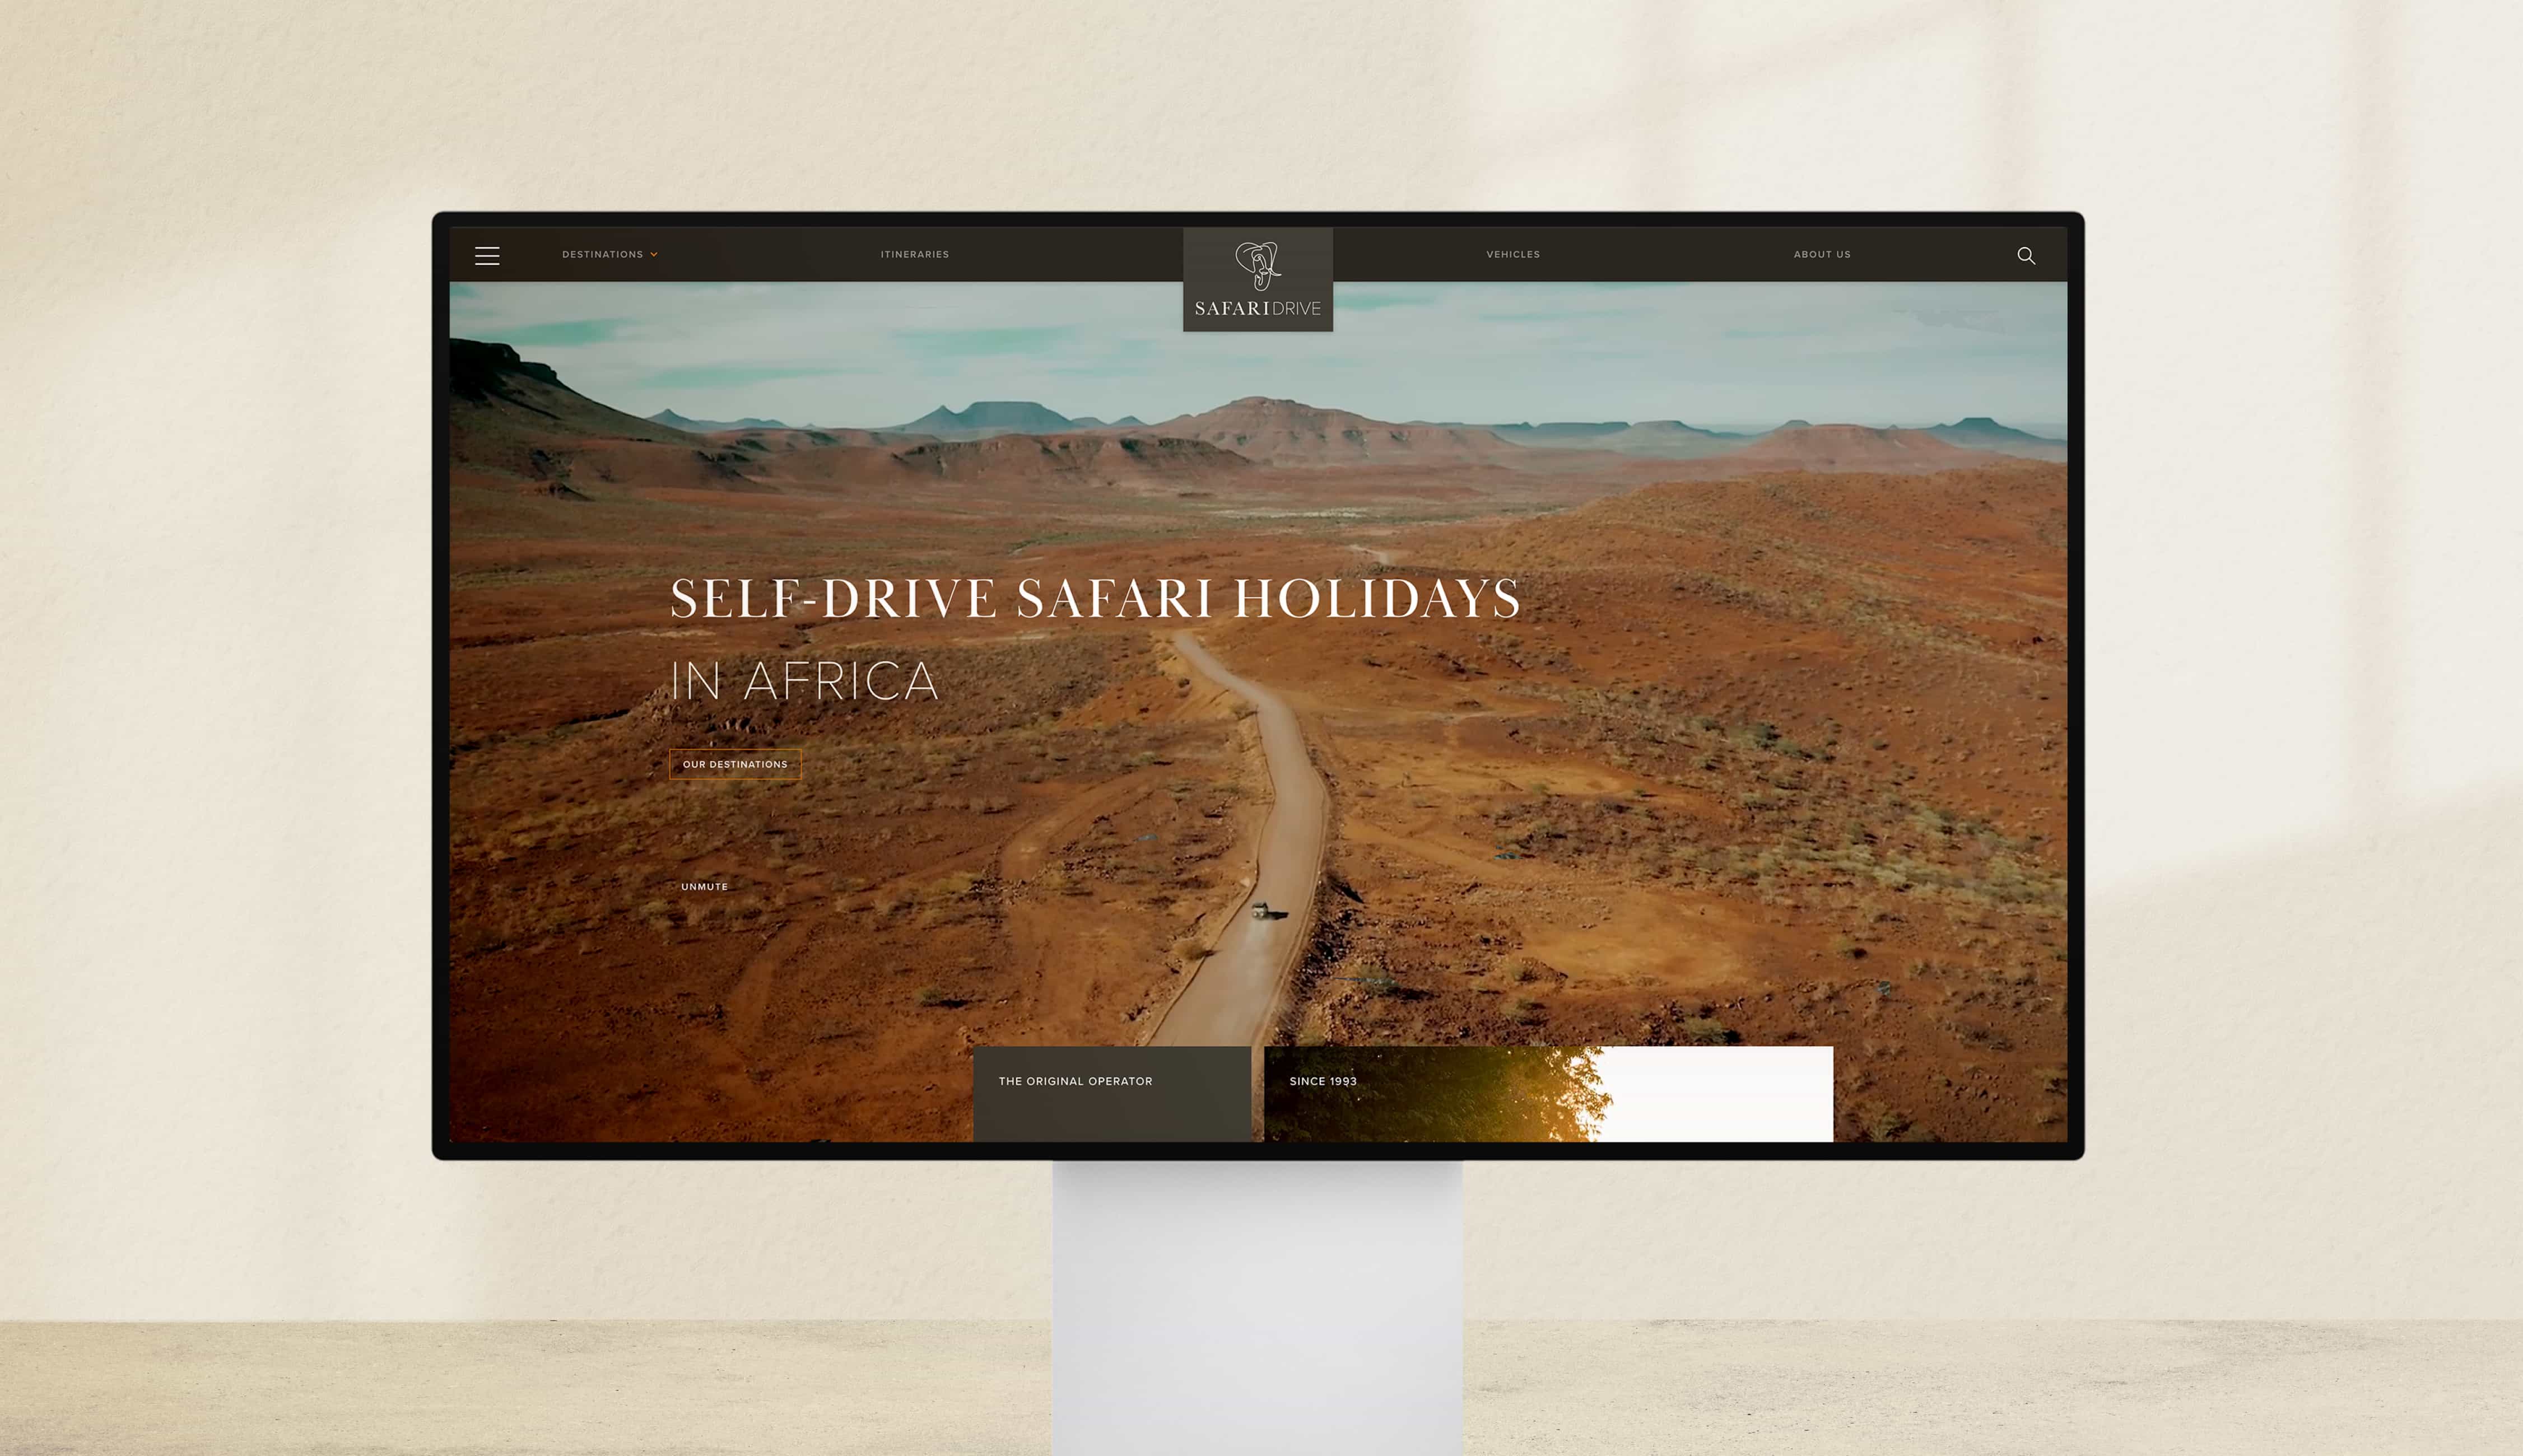 DESTINATIONS
ITINERARIES
SAFARIDRIVE
VEHICLES
ABOUT US
SELF-DRIVE SAFARI HOLIDAYS
IN AFRICA
OUR DESTINATIONS
UNMUTE
THE ORIGINAL OPERATOR
SINCE 1993